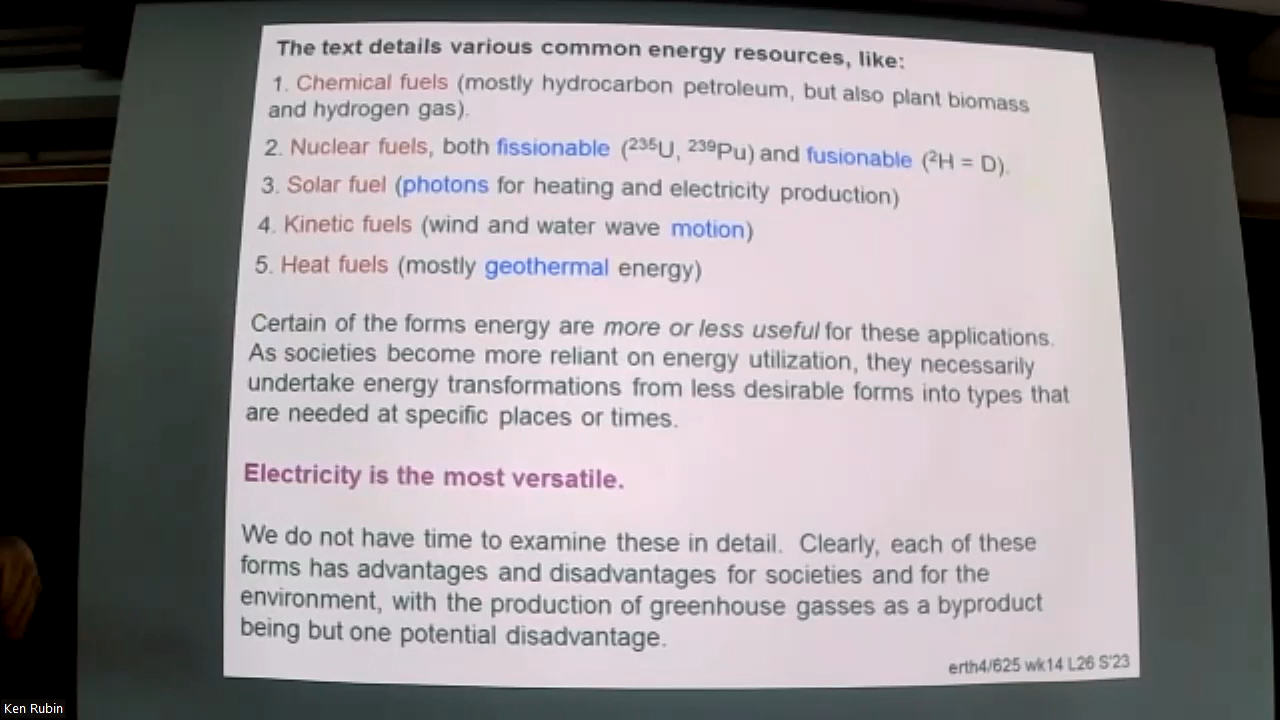 The text details various common energy resources, like:
1. Chemical fuels (mostly hydrocarbon petroleum, but also plant biomass
and hydrogen gas).
2. Nuclear fuels, both fissionable (²³⁵U, ²³⁹Pu) and fusionable (²H = D).
3. Solar fuel (photons for heating and electricity production)
4. Kinetic fuels (wind and water wave motion)
5. Heat fuels (mostly geothermal energy)
Certain of the forms energy are more or less useful for these applications.
As societies become more reliant on energy utilization, they necessarily
undertake energy transformations from less desirable forms into types that
are needed at specific places or times.
Electricity is the most versatile.
We do not have time to examine these in detail. Clearly, each of these
forms has advantages and disadvantages for societies and for the
environment, with the production of greenhouse gasses as a byproduct
being but one potential disadvantage.
erth4/625 wk14 L26 S'23
Ken Rubin